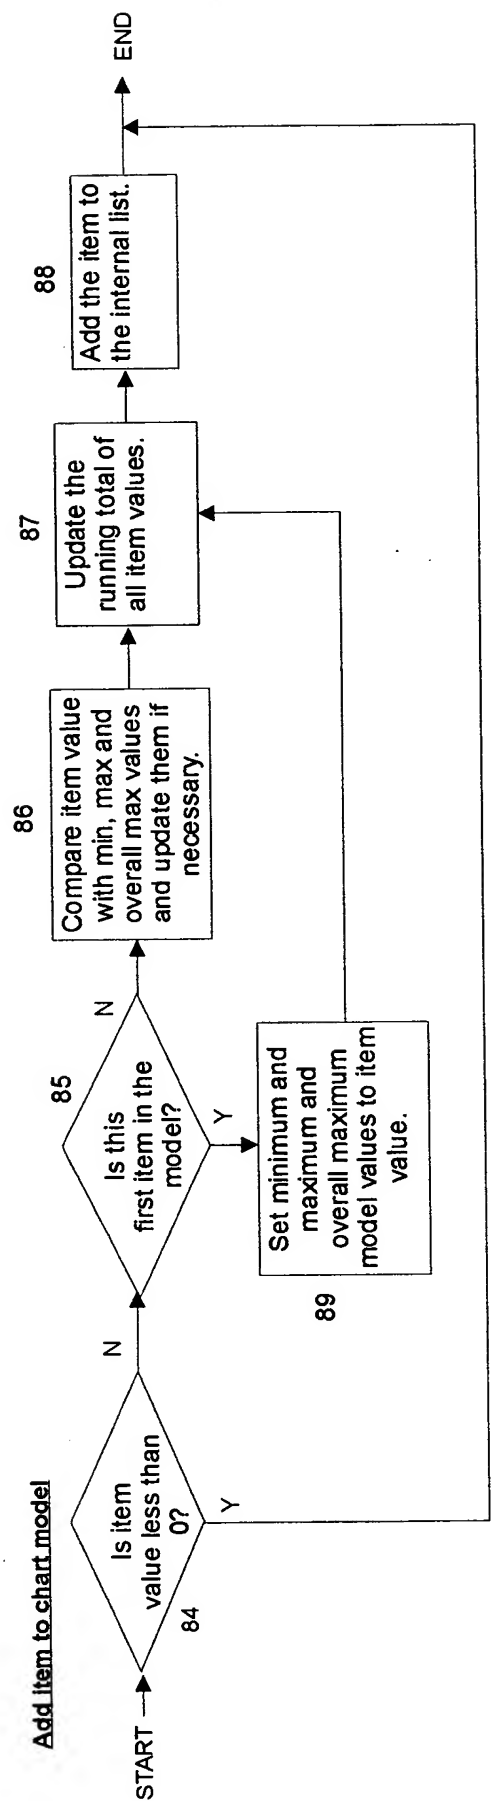 Add item to chart model
START
84
Is item
value less than
0?
Y
N
85
Is this
first item in the
model?
Y
N
86
Compare item value
with min, max and
overall max values
and update them if
necessary.
87
Update the
running total of
all item values.
88
Add the item to
the internal list.
END
89
Set minimum and
maximum and
overall maximum
model values to item
value.